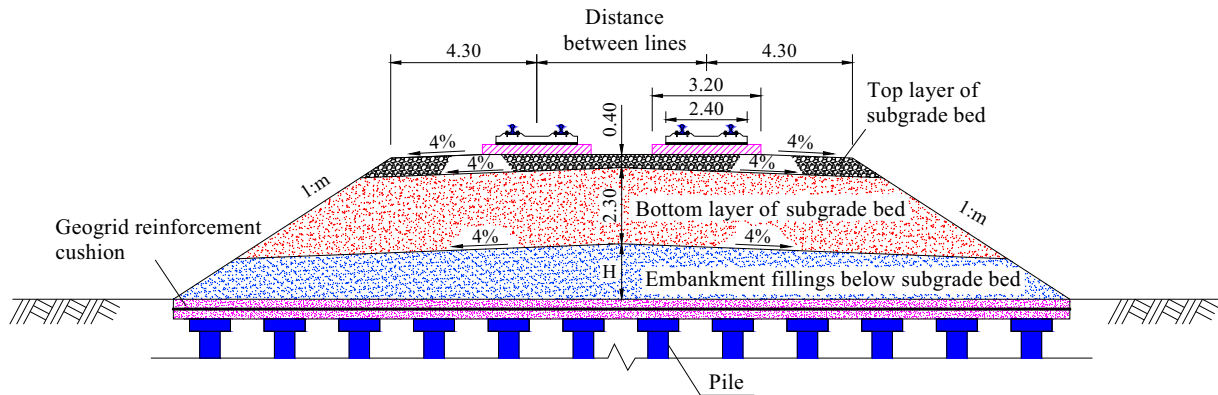 Distance
between lines
4.30
4.30
3.20
2.40
Top layer of
subgrade bed
0.40
4%
4%
4%
4%
1:m
1:m
2.30
Bottom layer of subgrade bed
Geogrid reinforcement
cushion
4%
4%
H
Embankment fillings below subgrade bed
Pile